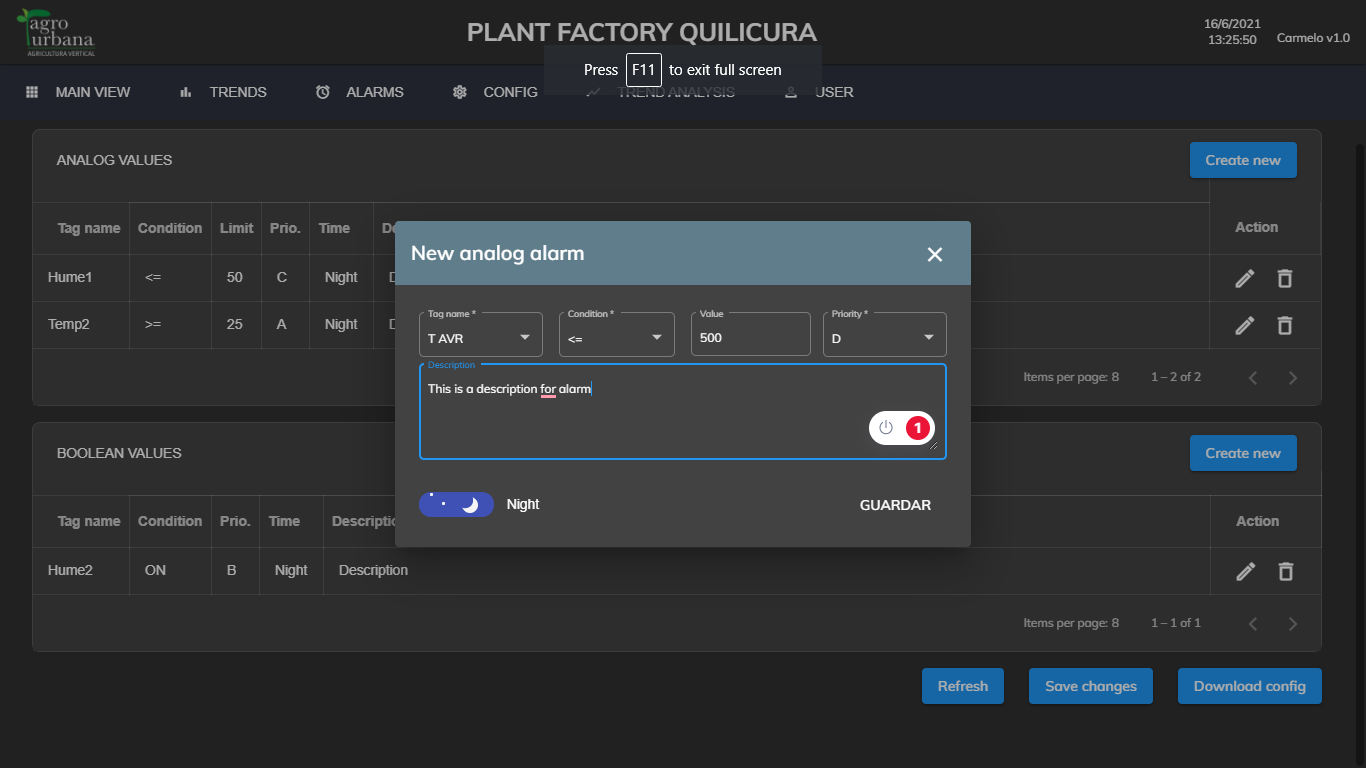 agro
urbana
AGRICULTURA VERTICAL
PLANT FACTORY QUILICURA
16/6/2021
13:25:50
Carmelo v1.0
Press F11 to exit full screen
MAIN VIEW
TRENDS
ALARMS
CONFIG
TREND ANALYSIS
USER
ANALOG VALUES
Create new
Tag name Condition Limit Prio. Time De Action
Hume1 <= 50 C Night D
Temp2 >= 25 A Night D
Items per page: 8 1 – 2 of 2
New analog alarm
Tag name * Condition * Value Priority *
T AVR <= 500 D
Description
This is a description for alarm
1
Night
GUARDAR
BOOLEAN VALUES
Create new
Tag name Condition Prio. Time Descriptio Action
Hume2 ON B Night Description
Items per page: 8 1 – 1 of 1
Refresh Save changes Download config